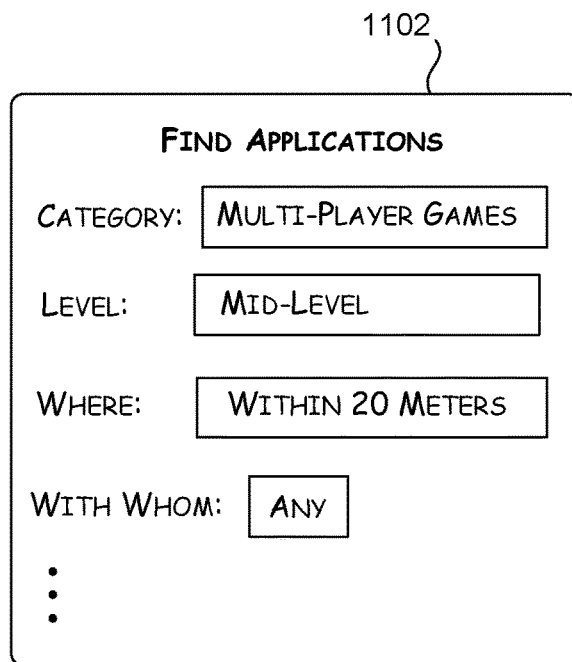 1102
FIND APPLICATIONS
CATEGORY: MULTI-PLAYER GAMES
LEVEL: MID-LEVEL
WHERE: WITHIN 20 METERS
WITH WHOM: ANY